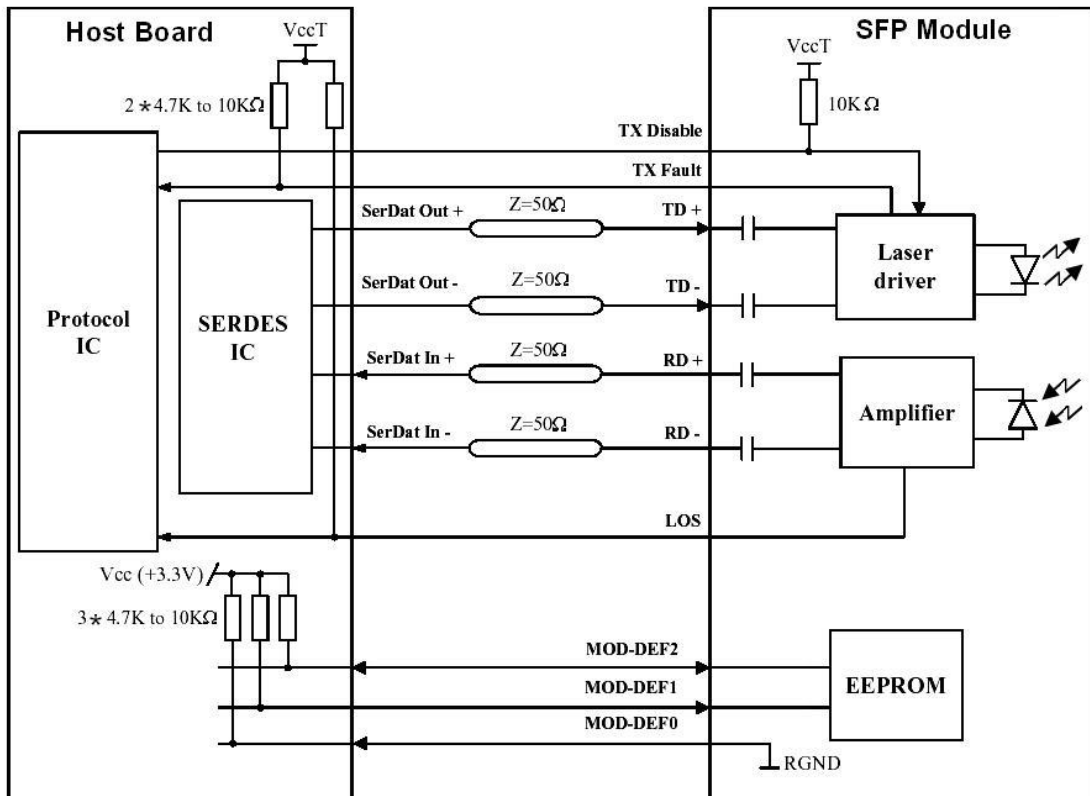 Host Board
SFP Module
VccT
VccT
2*4.7K to 10KΩ
10KΩ
TX Disable
TX Fault
SerDat Out +
Z=50Ω
TD +
SerDat Out -
Z=50Ω
TD -
Laser
driver
Protocol
IC
SERDES
IC
SerDat In +
Z=50Ω
RD +
Amplifier
SerDat In -
Z=50Ω
RD -
LOS
Vcc (+3.3V)
3*4.7K to 10KΩ
MOD-DEF2
MOD-DEF1
MOD-DEF0
EEPROM
RGND